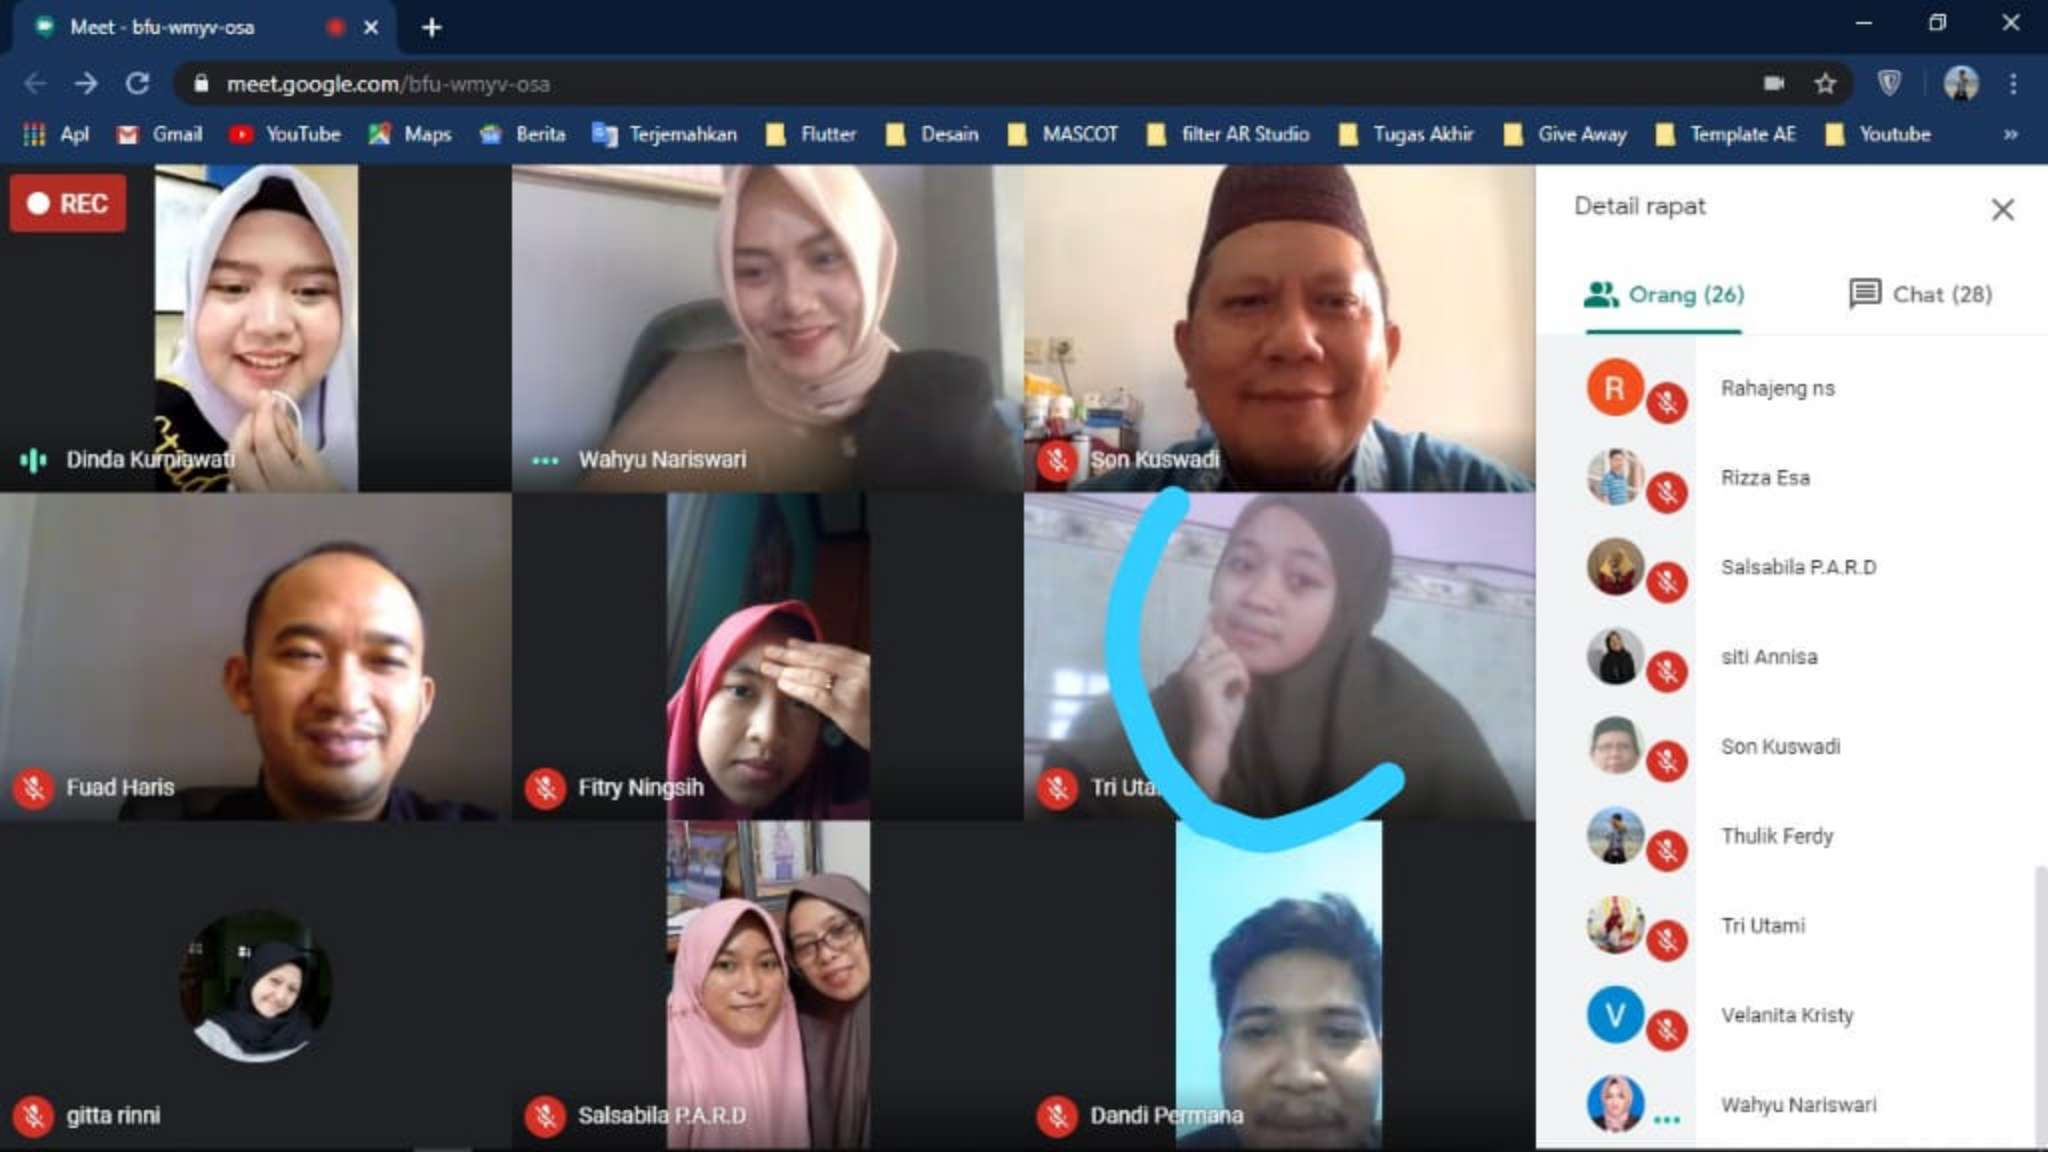 Meet - bfu-wmyv-osa
meet.google.com/bfu-wmyv-osa
Apl Gmail YouTube Maps Berita Terjemahkan Flutter Desain MASCOT filter AR Studio Tugas Akhir Give Away Template AE Youtube »
REC
Dinda Kurniawati
Wahyu Nariswari
Son Kuswadi
Fuad Haris
Fitry Ningsih
Tri Uta
gitta rinni
Salsabila P.A.R.D
Dandi Permana
Detail rapat
Orang (26) Chat (28)
R Rahajeng ns
Rizza Esa
Salsabila P.A.R.D
siti Annisa
Son Kuswadi
Thulik Ferdy
Tri Utami
V Velanita Kristy
Wahyu Nariswari